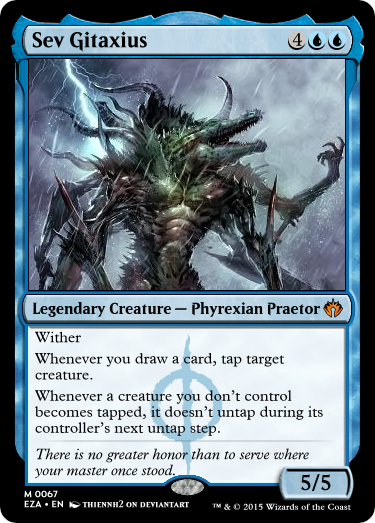 Sev Gitaxius 4
Legendary Creature — Phyrexian Praetor
Wither
Whenever you draw a card, tap target
creature.
Whenever a creature you don't control
becomes tapped, it doesn't untap during its
controller's next untap step.
There is no greater honor than to serve where
your master once stood.
5/5
M 0067
EZA • EN THIENNH2 ON DEVIANTART ™ & © 2015 Wizards of the Coast